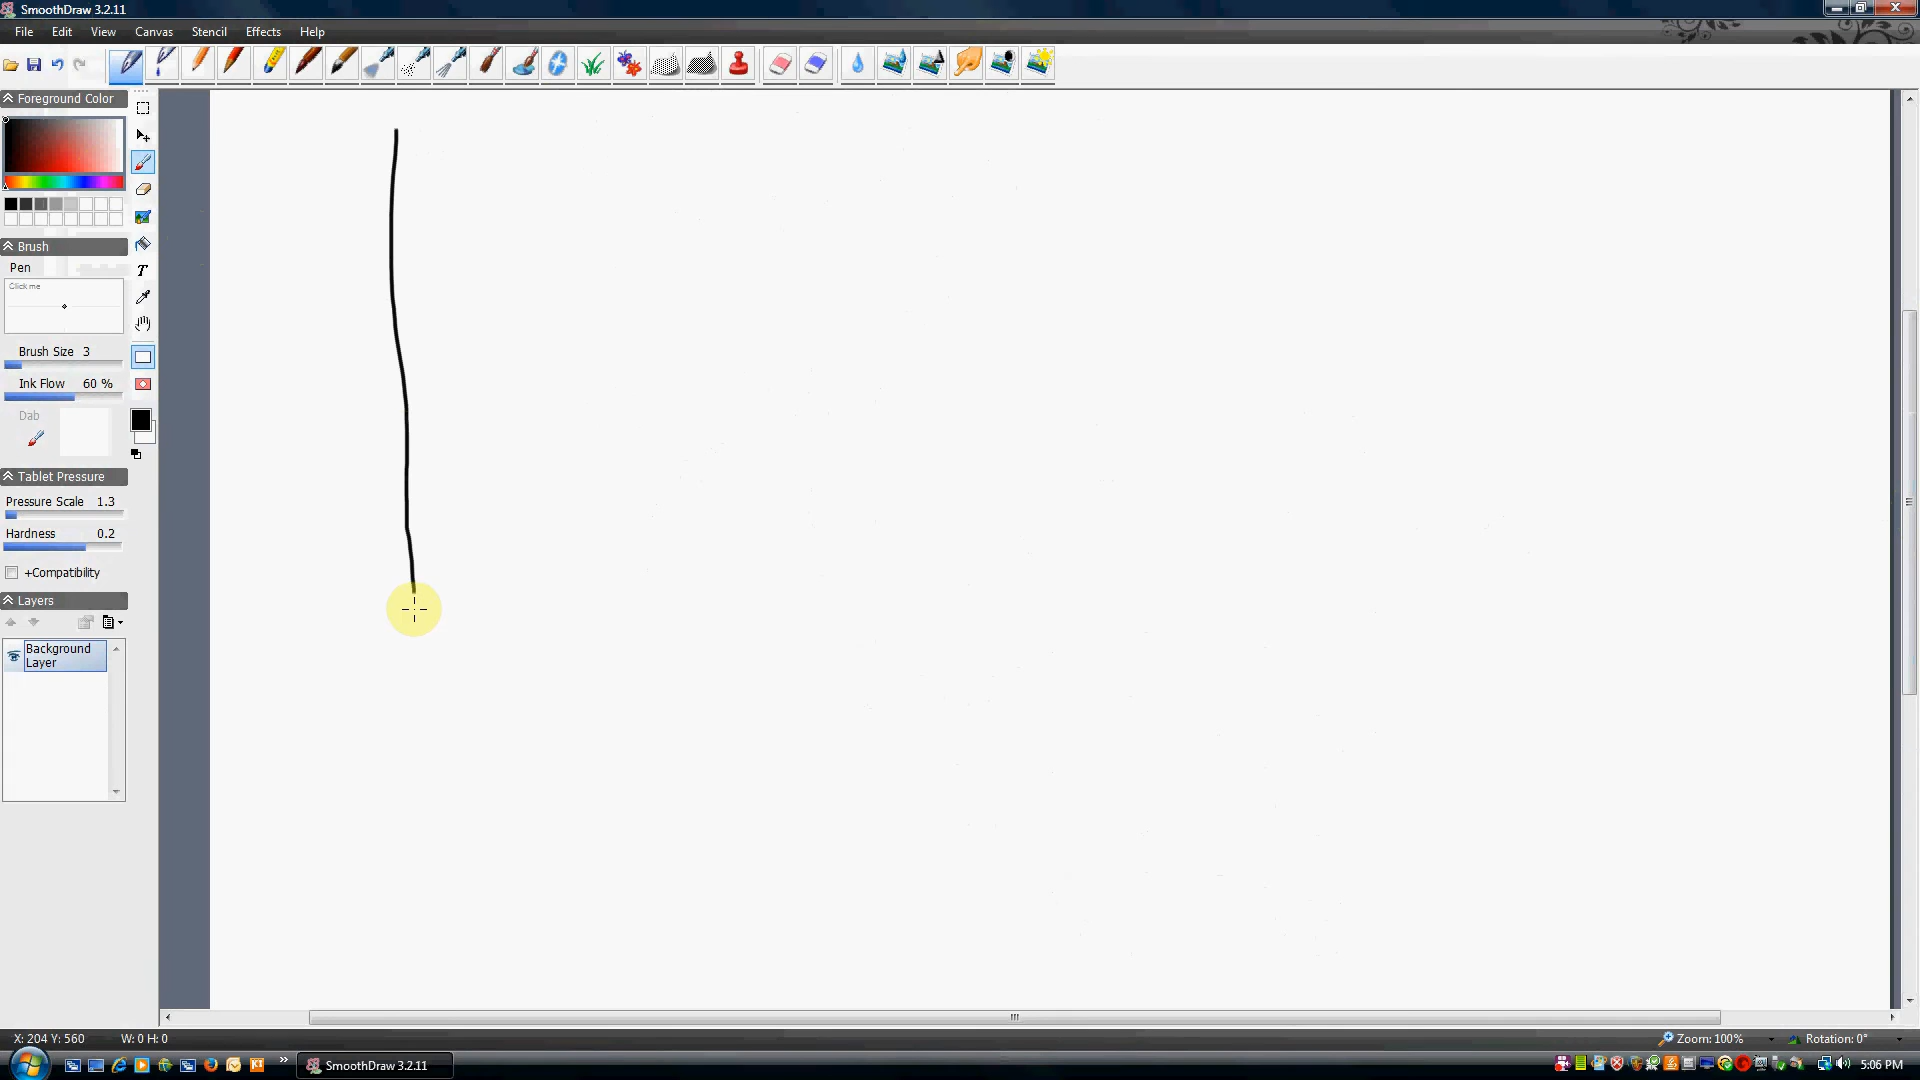 SmoothDraw 3.2.11
File Edit View Canvas Stencil Effects Help
Foreground Color
Brush
Pen
Click me
Brush Size 3
Ink Flow 60 %
Dab
Tablet Pressure
Pressure Scale 1.3
Hardness 0.2
+Compatibility
Layers
Background Layer
X: 204 Y: 560 W: 0 H: 0 Zoom: 100% Rotation: 0°
SmoothDraw 3.2.11 5:06 PM